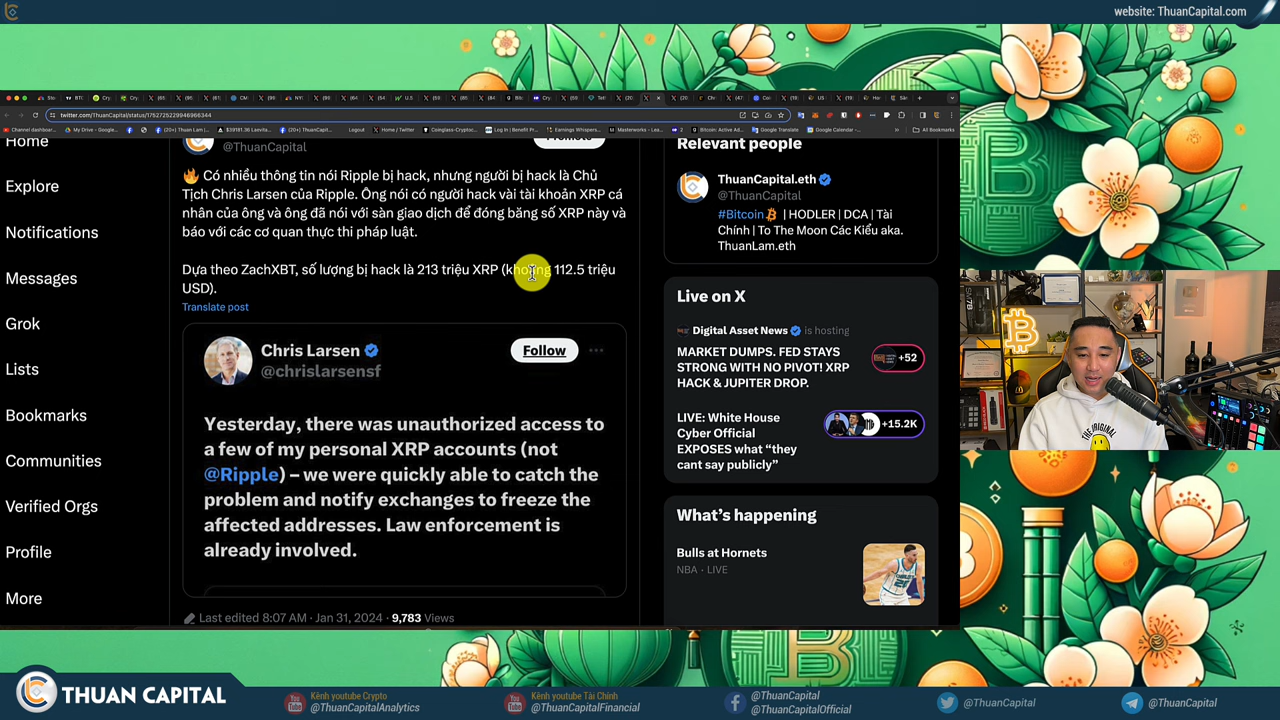 website: ThuanCapital.com
twitter.com/ThuanCapital/status/1752725229946966344
Home
Explore
Notifications
Messages
Grok
Lists
Bookmarks
Communities
Verified Orgs
Profile
More
@ThuanCapital
Promote
🔥 Có nhiều thông tin nói Ripple bị hack, nhưng người bị hack là Chủ
Tịch Chris Larsen của Ripple. Ông nói có người hack vài tài khoản XRP cá
nhân của ông và ông đã nói với sàn giao dịch để đóng băng số XRP này và
báo với các cơ quan thực thi pháp luật.
Dựa theo ZachXBT, số lượng bị hack là 213 triệu XRP (khoảng 112.5 triệu
USD).
Translate post
Chris Larsen
@chrislarsensf
Follow
Yesterday, there was unauthorized access to
a few of my personal XRP accounts (not
@Ripple) – we were quickly able to catch the
problem and notify exchanges to freeze the
affected addresses. Law enforcement is
already involved.
Last edited 8:07 AM · Jan 31, 2024 · 9,783 Views
Relevant people
ThuanCapital.eth
@ThuanCapital
#Bitcoin | HODLER | DCA | Tài
Chính | To The Moon Các Kiểu aka.
ThuanLam.eth
Live on X
Digital Asset News is hosting
MARKET DUMPS. FED STAYS
STRONG WITH NO PIVOT! XRP
HACK & JUPITER DROP.
+52
LIVE: White House
Cyber Official
EXPOSES what “they
cant say publicly”
+15.2K
What’s happening
Bulls at Hornets
NBA · LIVE
THUAN CAPITAL
Kênh youtube Crypto
@ThuanCapitalAnalytics
Kênh youtube Tài Chính
@ThuanCapitalFinancial
@ThuanCapital
@ThuanCapitalOfficial
@ThuanCapital
@ThuanCapital